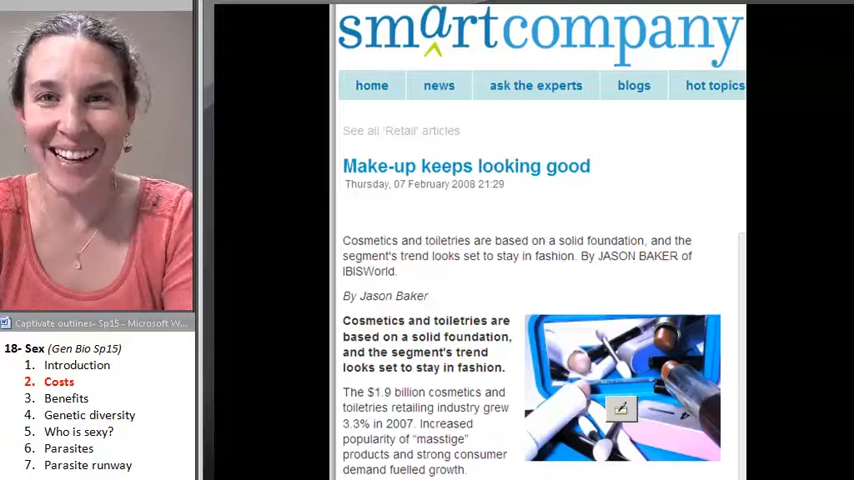 smartcompany
home
news
ask the experts
blogs
hot topics
See all 'Retail' articles
Make-up keeps looking good
Thursday, 07 February 2008 21:29
Cosmetics and toiletries are based on a solid foundation, and the
segment's trend looks set to stay in fashion. By JASON BAKER of
IBISWorld.
By Jason Baker
Cosmetics and toiletries are
based on a solid foundation,
and the segment's trend
looks set to stay in fashion.
The $1.9 billion cosmetics and
toiletries retailing industry grew
3.3% in 2007. Increased
popularity of “masstige”
products and strong consumer
demand fuelled growth.
Captivate outlines- Sp15 - Microsoft W...
18- Sex (Gen Bio Sp15)
1. Introduction
2. Costs
3. Benefits
4. Genetic diversity
5. Who is sexy?
6. Parasites
7. Parasite runway